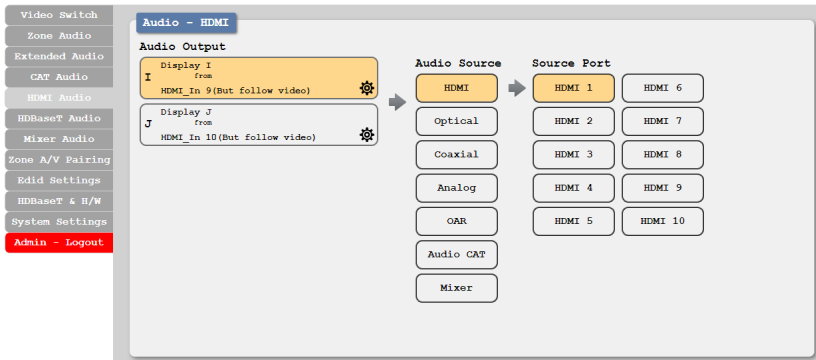 Video Switch
Zone Audio
Extended Audio
CAT Audio
HDMI Audio
HDBaseT Audio
Mixer Audio
Zone A/V Pairing
Edid Settings
HDBaseT & H/W
System Settings
Admin - Logout
Audio - HDMI
Audio Output
Display I
I from
HDMI_In 9(But follow video)
Display J
J from
HDMI_In 10(But follow video)
Audio Source
HDMI
Optical
Coaxial
Analog
OAR
Audio CAT
Mixer
Source Port
HDMI 1
HDMI 2
HDMI 3
HDMI 4
HDMI 5
HDMI 6
HDMI 7
HDMI 8
HDMI 9
HDMI 10